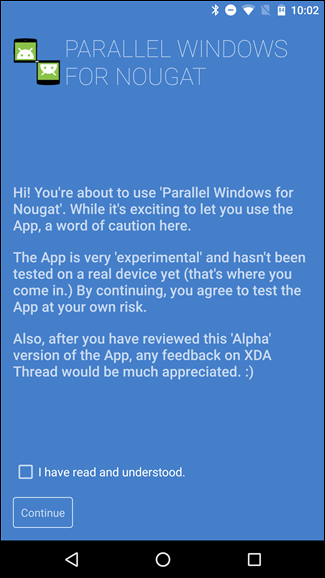 10:02
PARALLEL WINDOWS
FOR NOUGAT
Hi! You're about to use 'Parallel Windows for
Nougat'. While it's exciting to let you use the
App, a word of caution here.
The App is very 'experimental' and hasn't been
tested on a real device yet (that's where you
come in.) By continuing, you agree to test the
App at your own risk.
Also, after you have reviewed this 'Alpha'
version of the App, any feedback on XDA
Thread would be much appreciated. :)
I have read and understood.
Continue